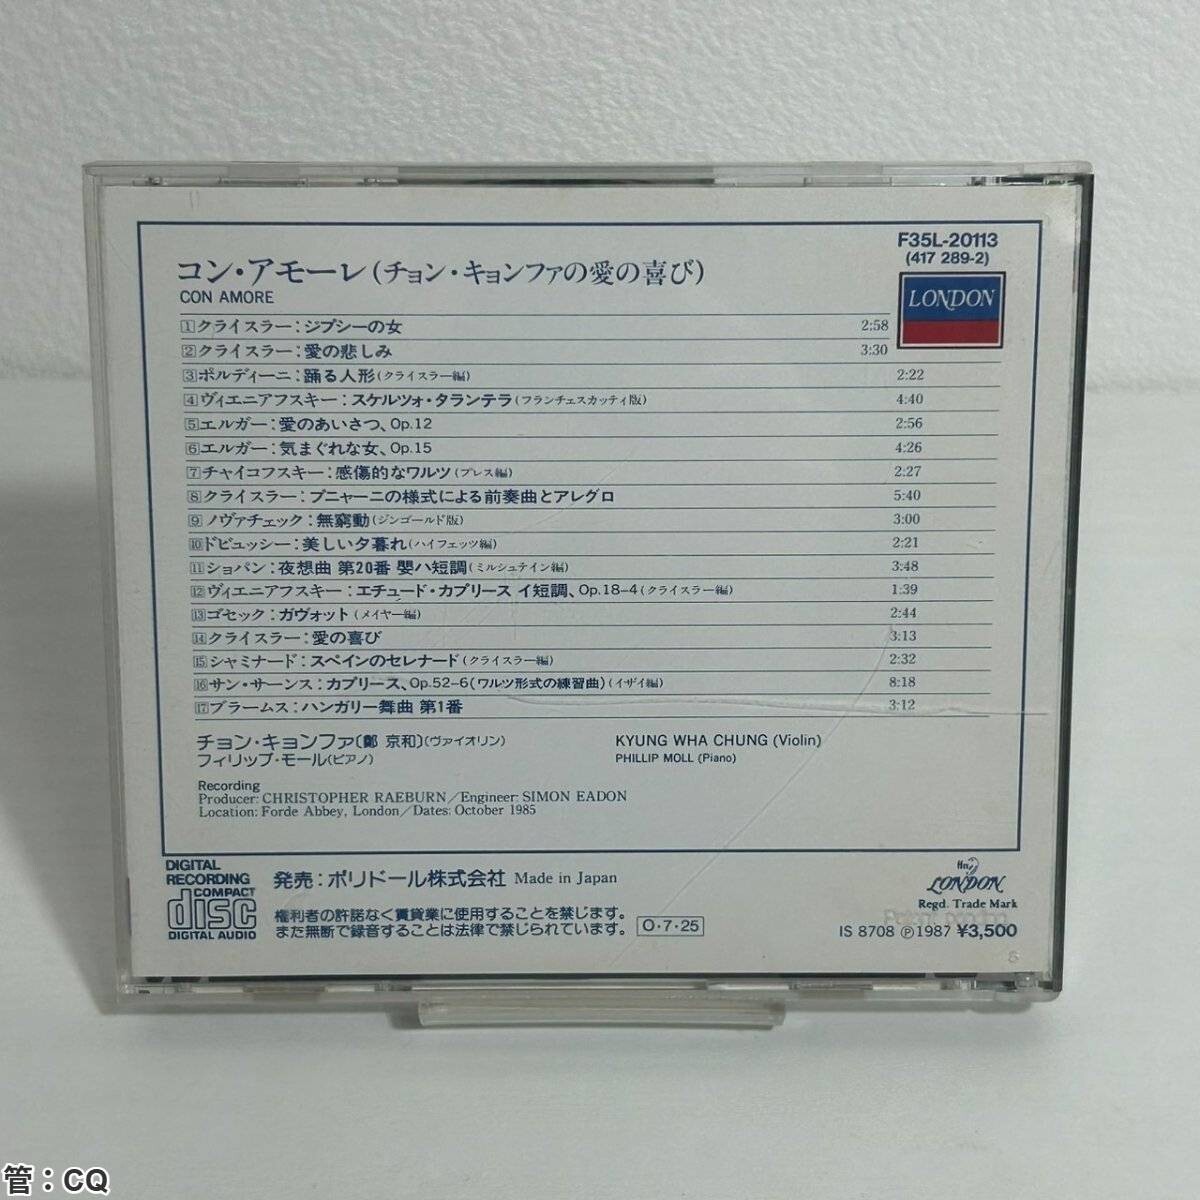 F35L-20113
(417 289-2)
LONDON
コン・アモーレ(チョン・キョンファの愛の喜び)
CON AMORE
1 クライスラー:ジプシーの女 2:58
2 クライスラー:愛の悲しみ 3:30
3 ポルディーニ:踊る人形(クライスラー編) 2:22
4 ヴィエニアフスキー:スケルツォ・タランテラ(フランチェスカッティ版) 4:40
5 エルガー:愛のあいさつ、Op.12 2:56
6 エルガー:気まぐれな女、Op.15 4:26
7 チャイコフスキー:感傷的なワルツ(プレス編) 2:27
8 クライスラー:プニャーニの様式による前奏曲とアレグロ 5:40
9 ノヴァチェック:無窮動(ジンゴールド版) 3:00
10 ドビュッシー:美しい夕暮れ(ハイフェッツ編) 2:21
11 ショパン:夜想曲 第20番 嬰ハ短調(ミルシュテイン編) 3:48
12 ヴィエニアフスキー:エチュード・カプリース イ短調、Op.18-4(クライスラー編) 1:39
13 ゴセック:ガヴォット(メイヤー編) 2:44
14 クライスラー:愛の喜び 3:13
15 シャミナード:スペインのセレナード(クライスラー編) 2:32
16 サン・サーンス:カプリース、Op.52-6(ワルツ形式の練習曲)(イザイ編) 8:18
17 ブラームス:ハンガリー舞曲 第1番 3:12
チョン・キョンファ〔鄭 京和〕(ヴァイオリン) KYUNG WHA CHUNG (Violin)
フィリップ・モール(ピアノ) PHILLIP MOLL (Piano)
Recording
Producer: CHRISTOPHER RAEBURN/Engineer: SIMON EADON
Location: Forde Abbey, London/Dates: October 1985
DIGITAL
RECORDING
COMPACT
disc
DIGITAL AUDIO
発売:ポリドール株式会社 Made in Japan
権利者の許諾なく賃貸業に使用することを禁じます。
また無断で録音することは法律で禁じられています。 O・7・25
ffrr
LONDON
Regd. Trade Mark
IS 8708 Ⓟ1987 ¥3,500
S
管:CQ